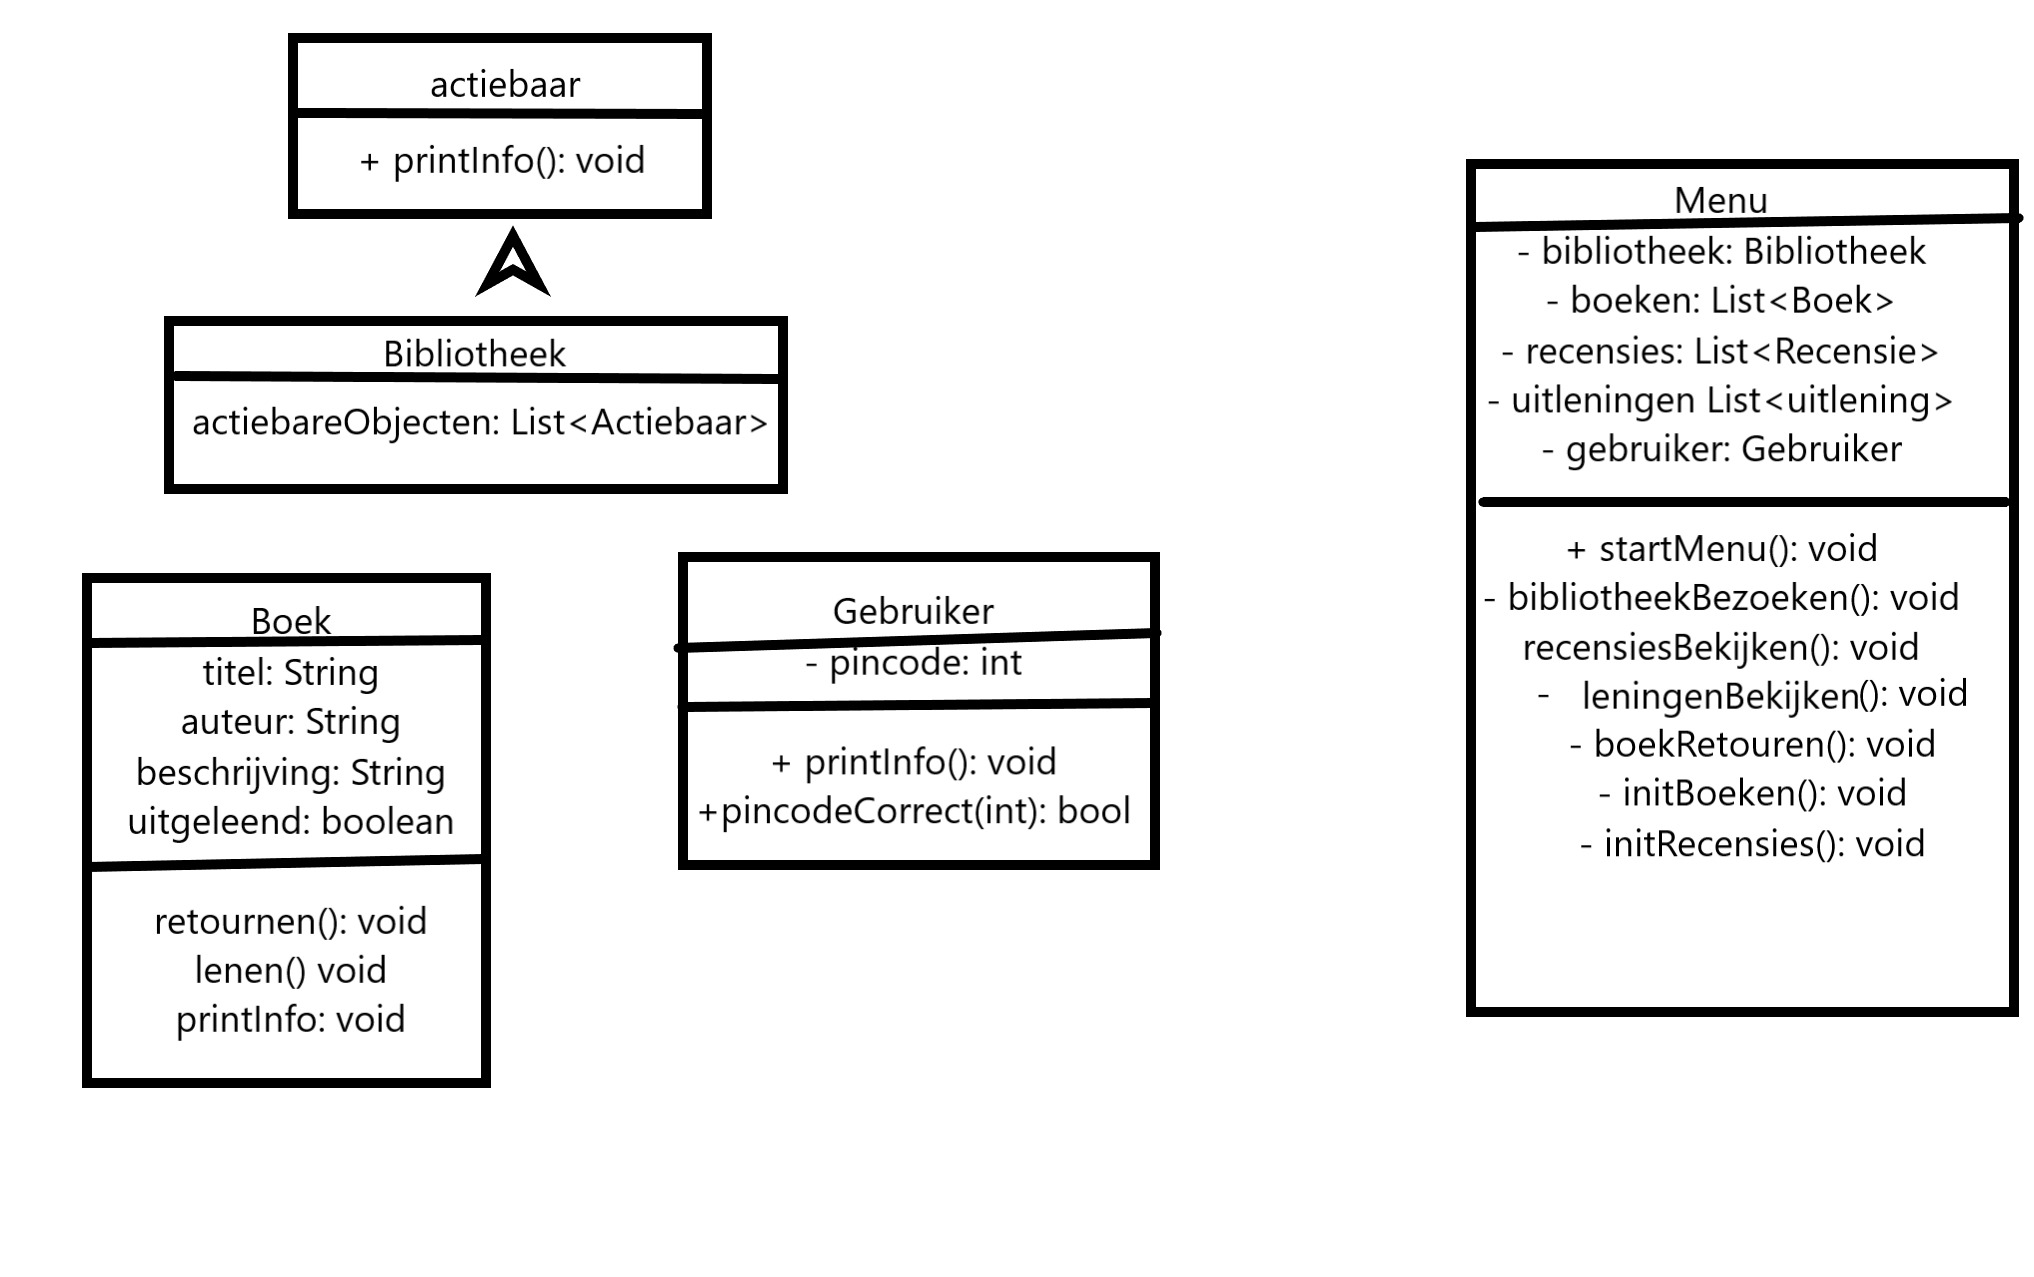 actiebaar
+ printInfo(): void
Bibliotheek
actiebareObjecten: List<Actiebaar>
Boek
titel: String
auteur: String
beschrijving: String
uitgeleend: boolean
retournen(): void
lenen() void
printInfo: void
Gebruiker
- pincode: int
+ printInfo(): void
+pincodeCorrect(int): bool
Menu
- bibliotheek: Bibliotheek
- boeken: List<Boek>
- recensies: List<Recensie>
- uitleningen List<uitlening>
- gebruiker: Gebruiker
+ startMenu(): void
- bibliotheekBezoeken(): void
recensiesBekijken(): void
- leningenBekijken(): void
- boekRetouren(): void
- initBoeken(): void
- initRecensies(): void